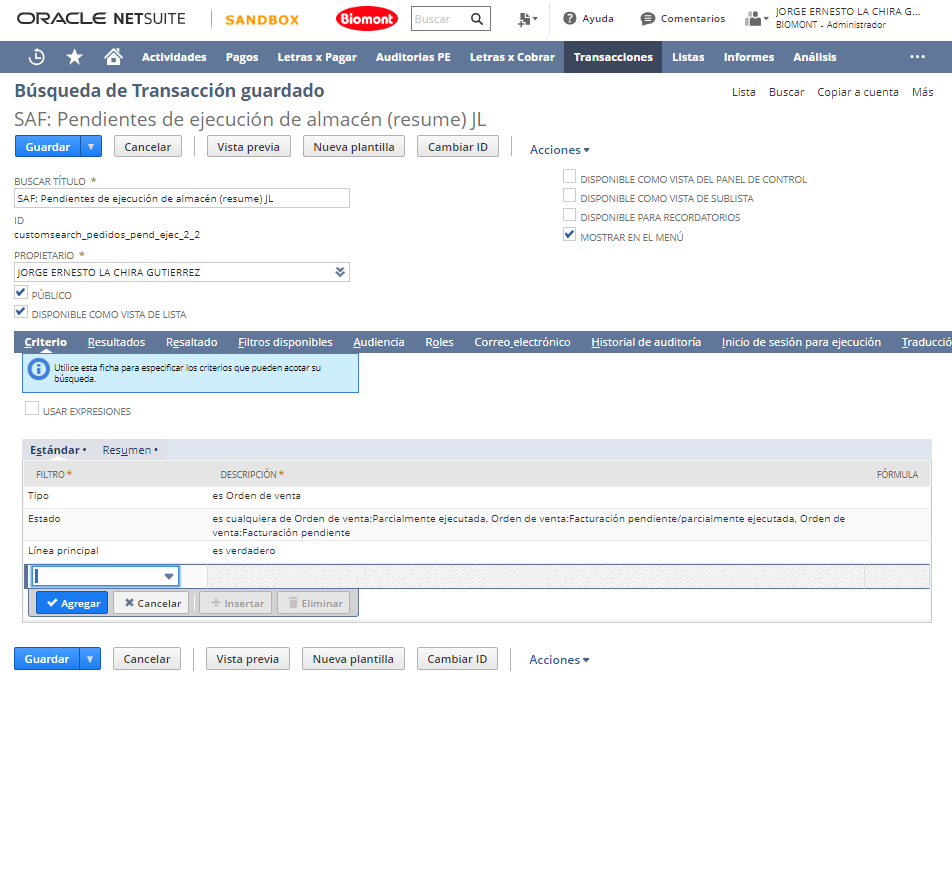 ORACLE NETSUITE SANDBOX Biomont Buscar Ayuda Comentarios JORGE ERNESTO LA CHIRA G...
BIOMONT - Administrador
Actividades Pagos Letras x Pagar Auditorias PE Letras x Cobrar Transacciones Listas Informes Análisis ...
Búsqueda de Transacción guardado Lista Buscar Copiar a cuenta Más
SAF: Pendientes de ejecución de almacén (resume) JL
Guardar Cancelar Vista previa Nueva plantilla Cambiar ID Acciones
BUSCAR TÍTULO *
SAF: Pendientes de ejecución de almacén (resume) JL
ID
customsearch_pedidos_pend_ejec_2_2
PROPIETARIO *
JORGE ERNESTO LA CHIRA GUTIERREZ
PÚBLICO
DISPONIBLE COMO VISTA DE LISTA
DISPONIBLE COMO VISTA DEL PANEL DE CONTROL
DISPONIBLE COMO VISTA DE SUBLISTA
DISPONIBLE PARA RECORDATORIOS
MOSTRAR EN EL MENÚ
Criterio Resultados Resaltado Filtros disponibles Audiencia Roles Correo electrónico Historial de auditoría Inicio de sesión para ejecución Traducció
Utilice esta ficha para especificar los criterios que pueden acotar su
búsqueda.
USAR EXPRESIONES
Estándar • Resumen •
FILTRO * DESCRIPCIÓN * FÓRMULA
Tipo es Orden de venta
Estado es cualquiera de Orden de venta:Parcialmente ejecutada, Orden de venta:Facturación pendiente/parcialmente ejecutada, Orden de
venta:Facturación pendiente
Línea principal es verdadero
Agregar Cancelar Insertar Eliminar
Guardar Cancelar Vista previa Nueva plantilla Cambiar ID Acciones